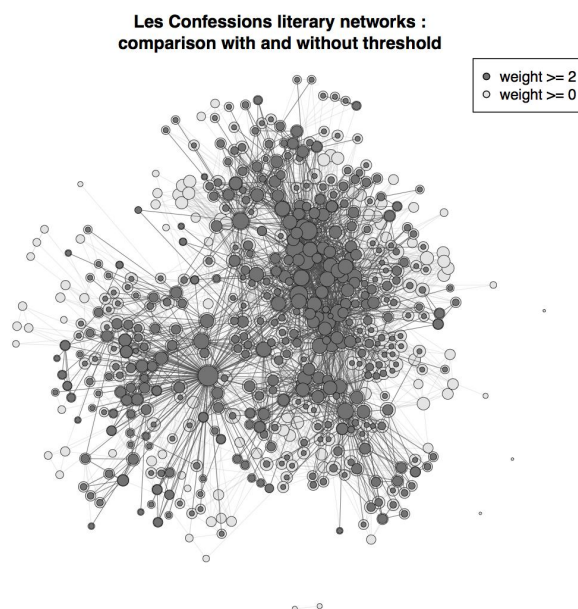 Les Confessions literary networks :
comparison with and without threshold
weight >= 2
weight >= 0